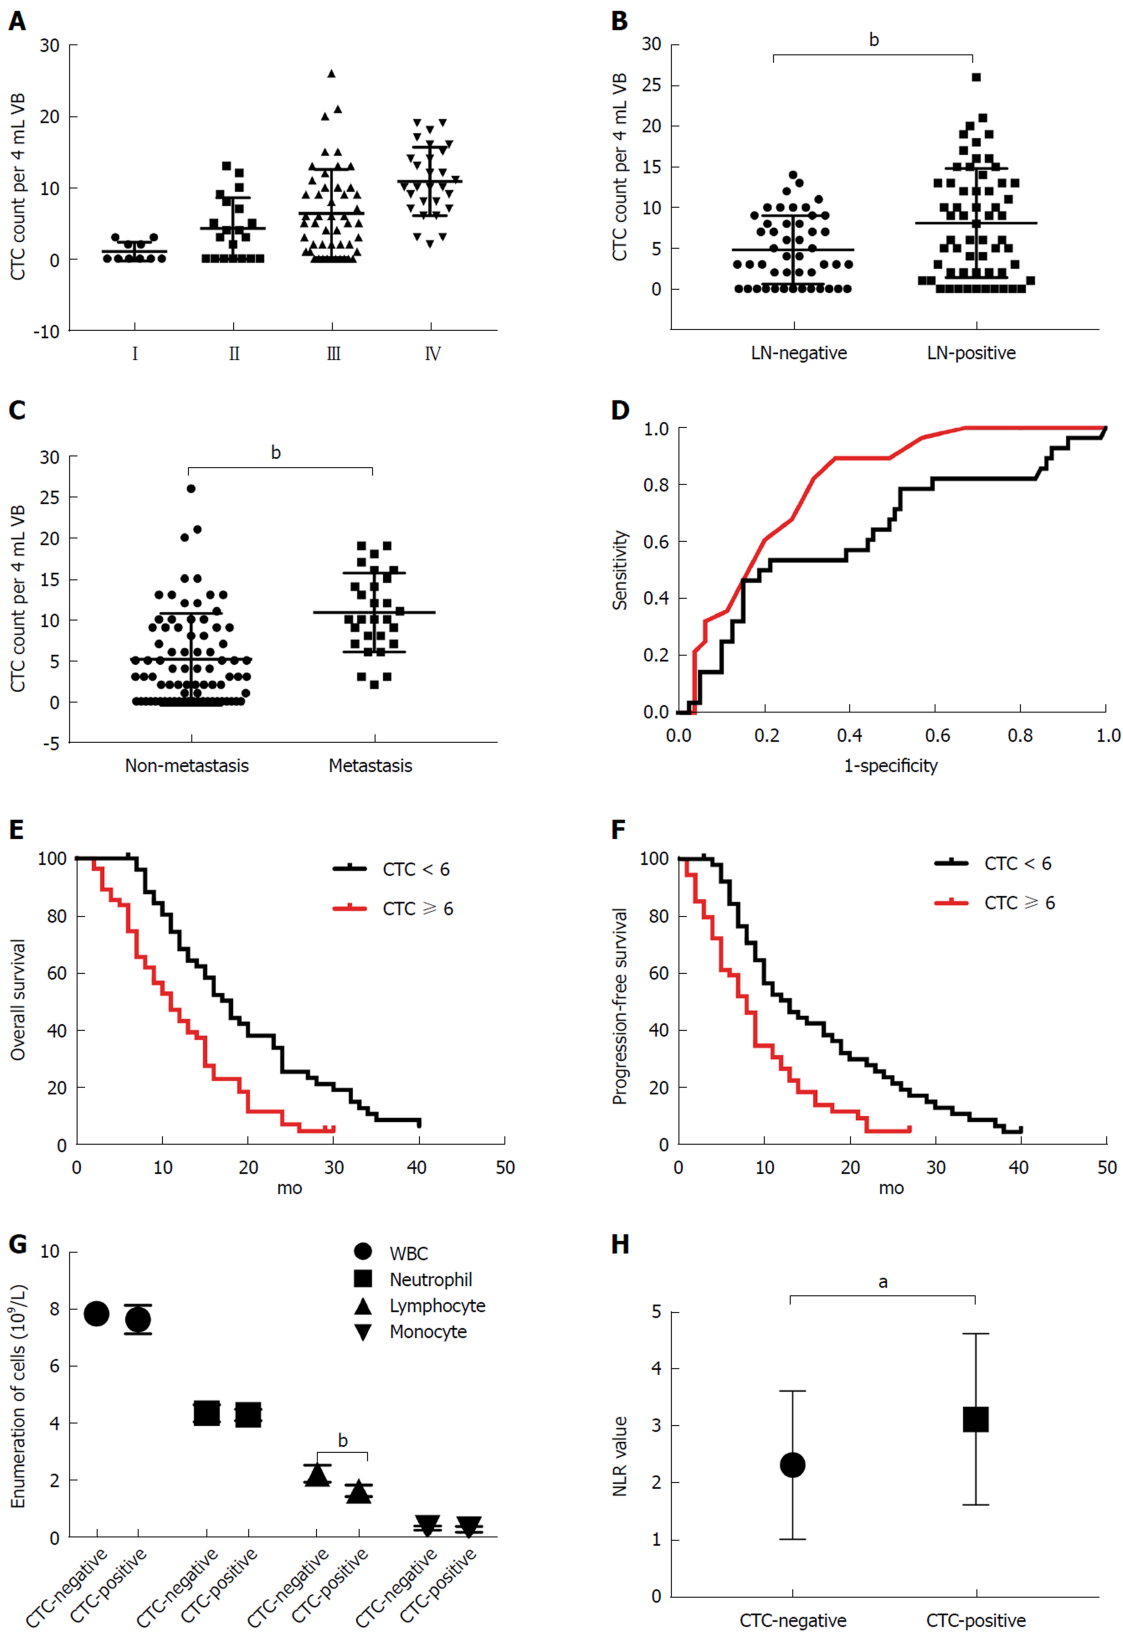 A
CTC count per 4 mL VB
30
20
10
0
-10
I
II
III
IV
B
CTC count per 4 mL VB
30
25
20
15
10
5
0
b
LN-negative
LN-positive
C
CTC count per 4 mL VB
30
25
20
15
10
5
0
-5
b
Non-metastasis
Metastasis
D
Sensitivity
1.0
0.8
0.6
0.4
0.2
0.0
0.0
0.2
0.4
0.6
0.8
1.0
1-specificity
E
Overall survival
100
80
60
40
20
0
CTC < 6
CTC ⩾ 6
0
10
20
30
40
50
mo
F
Progression-free survival
100
80
60
40
20
0
CTC < 6
CTC ⩾ 6
0
10
20
30
40
50
mo
G
Enumeration of cells (10⁹/L)
10
8
6
4
2
0
WBC
Neutrophil
Lymphocyte
Monocyte
b
CTC-negative
CTC-positive
CTC-negative
CTC-positive
CTC-negative
CTC-positive
CTC-negative
CTC-positive
H
NLR value
5
4
3
2
1
0
a
CTC-negative
CTC-positive